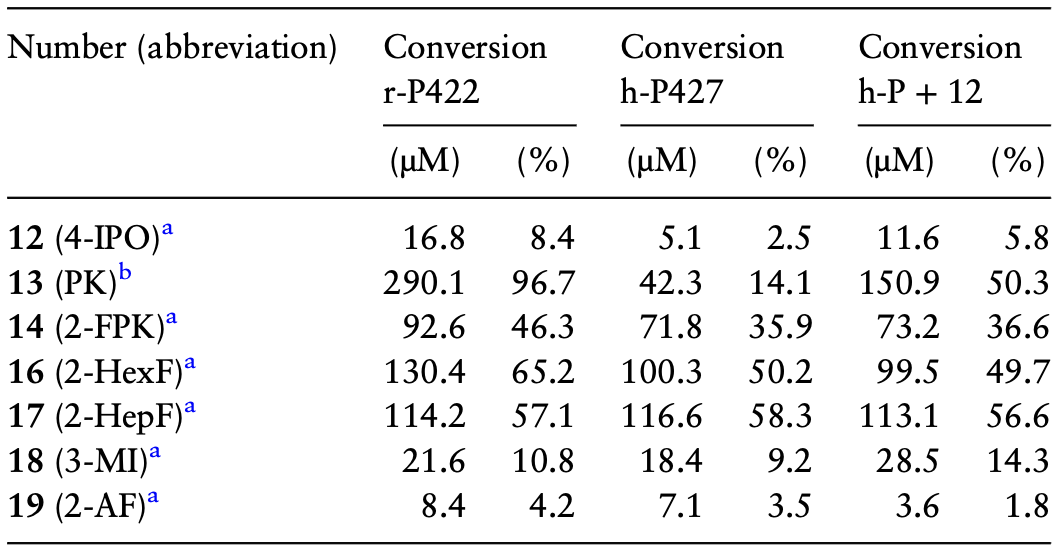 Number (abbreviation) Conversion Conversion Conversion
r-P422 h-P427 h-P + 12
(μM) (%) (μM) (%) (μM) (%)
12 (4-IPO)a 16.8 8.4 5.1 2.5 11.6 5.8
13 (PK)b 290.1 96.7 42.3 14.1 150.9 50.3
14 (2-FPK)a 92.6 46.3 71.8 35.9 73.2 36.6
16 (2-HexF)a 130.4 65.2 100.3 50.2 99.5 49.7
17 (2-HepF)a 114.2 57.1 116.6 58.3 113.1 56.6
18 (3-MI)a 21.6 10.8 18.4 9.2 28.5 14.3
19 (2-AF)a 8.4 4.2 7.1 3.5 3.6 1.8